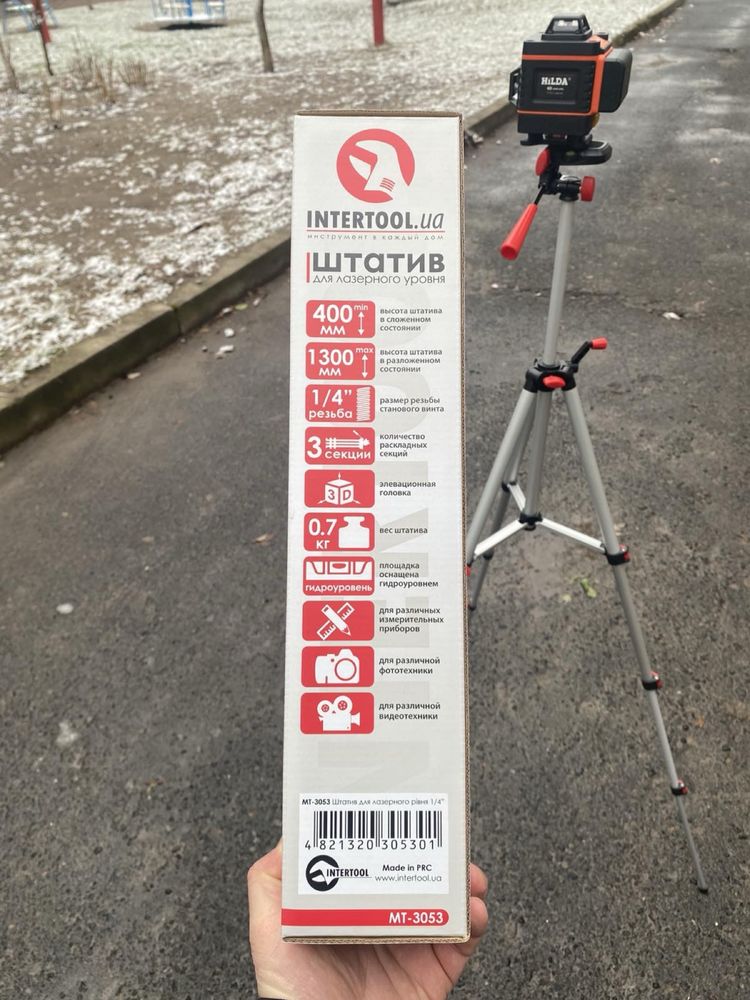 HiLDA
INTERTOOL.ua
инструмент в каждый дом
ШТАТИВ
для лазерного уровня
400 min
ММ
высота штатива
в сложенном
состоянии
1300 max
ММ
высота штатива
в разложенном
состоянии
1/4”
резьба
размер резьбы
станового винта
3 секции
количество
раскладных
секций
3D
элевационная
головка
0.7
кг
вес штатива
гидроуровень
площадка
оснащена
гидроуровнем
для различных
измерительных
приборов
для различной
фототехники
для различной
видеотехники
МТ-3053 Штатив для лазерного рівня 1/4"
4 821320 305301
INTERTOOL
Made in PRC
www.intertool.ua
МТ-3053